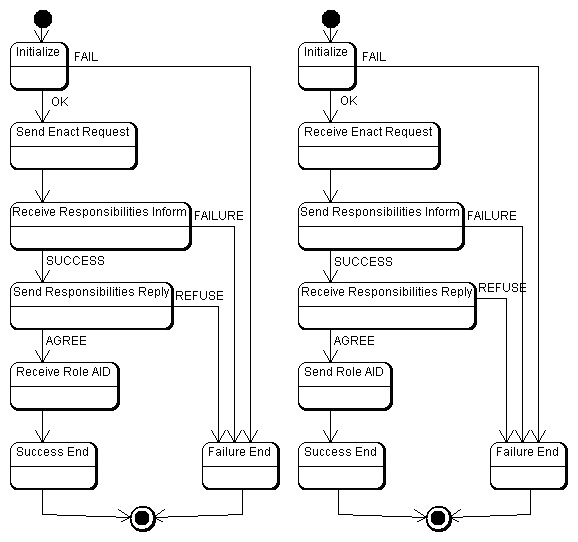 Initialize
FAIL
OK
Send Enact Request
Receive Responsibilities Inform
FAILURE
SUCCESS
Send Responsibilities Reply
REFUSE
AGREE
Receive Role AID
Success End
Failure End
Initialize
FAIL
OK
Receive Enact Request
Send Responsibilities Inform
FAILURE
SUCCESS
Receive Responsibilities Reply
REFUSE
AGREE
Send Role AID
Success End
Failure End